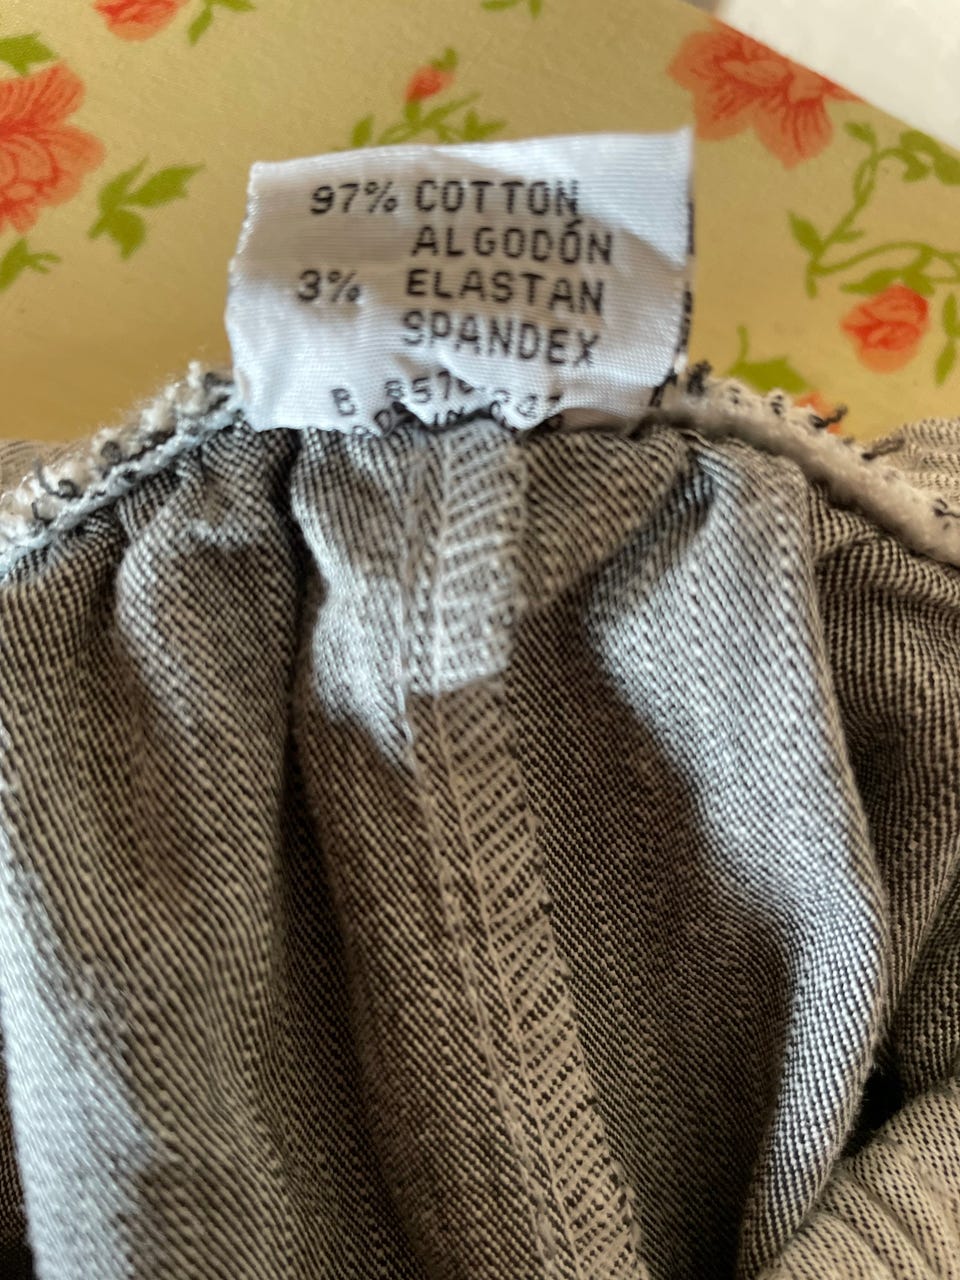 97% COTTON
ALGODÓN
3% ELASTAN
SPANDEX
B